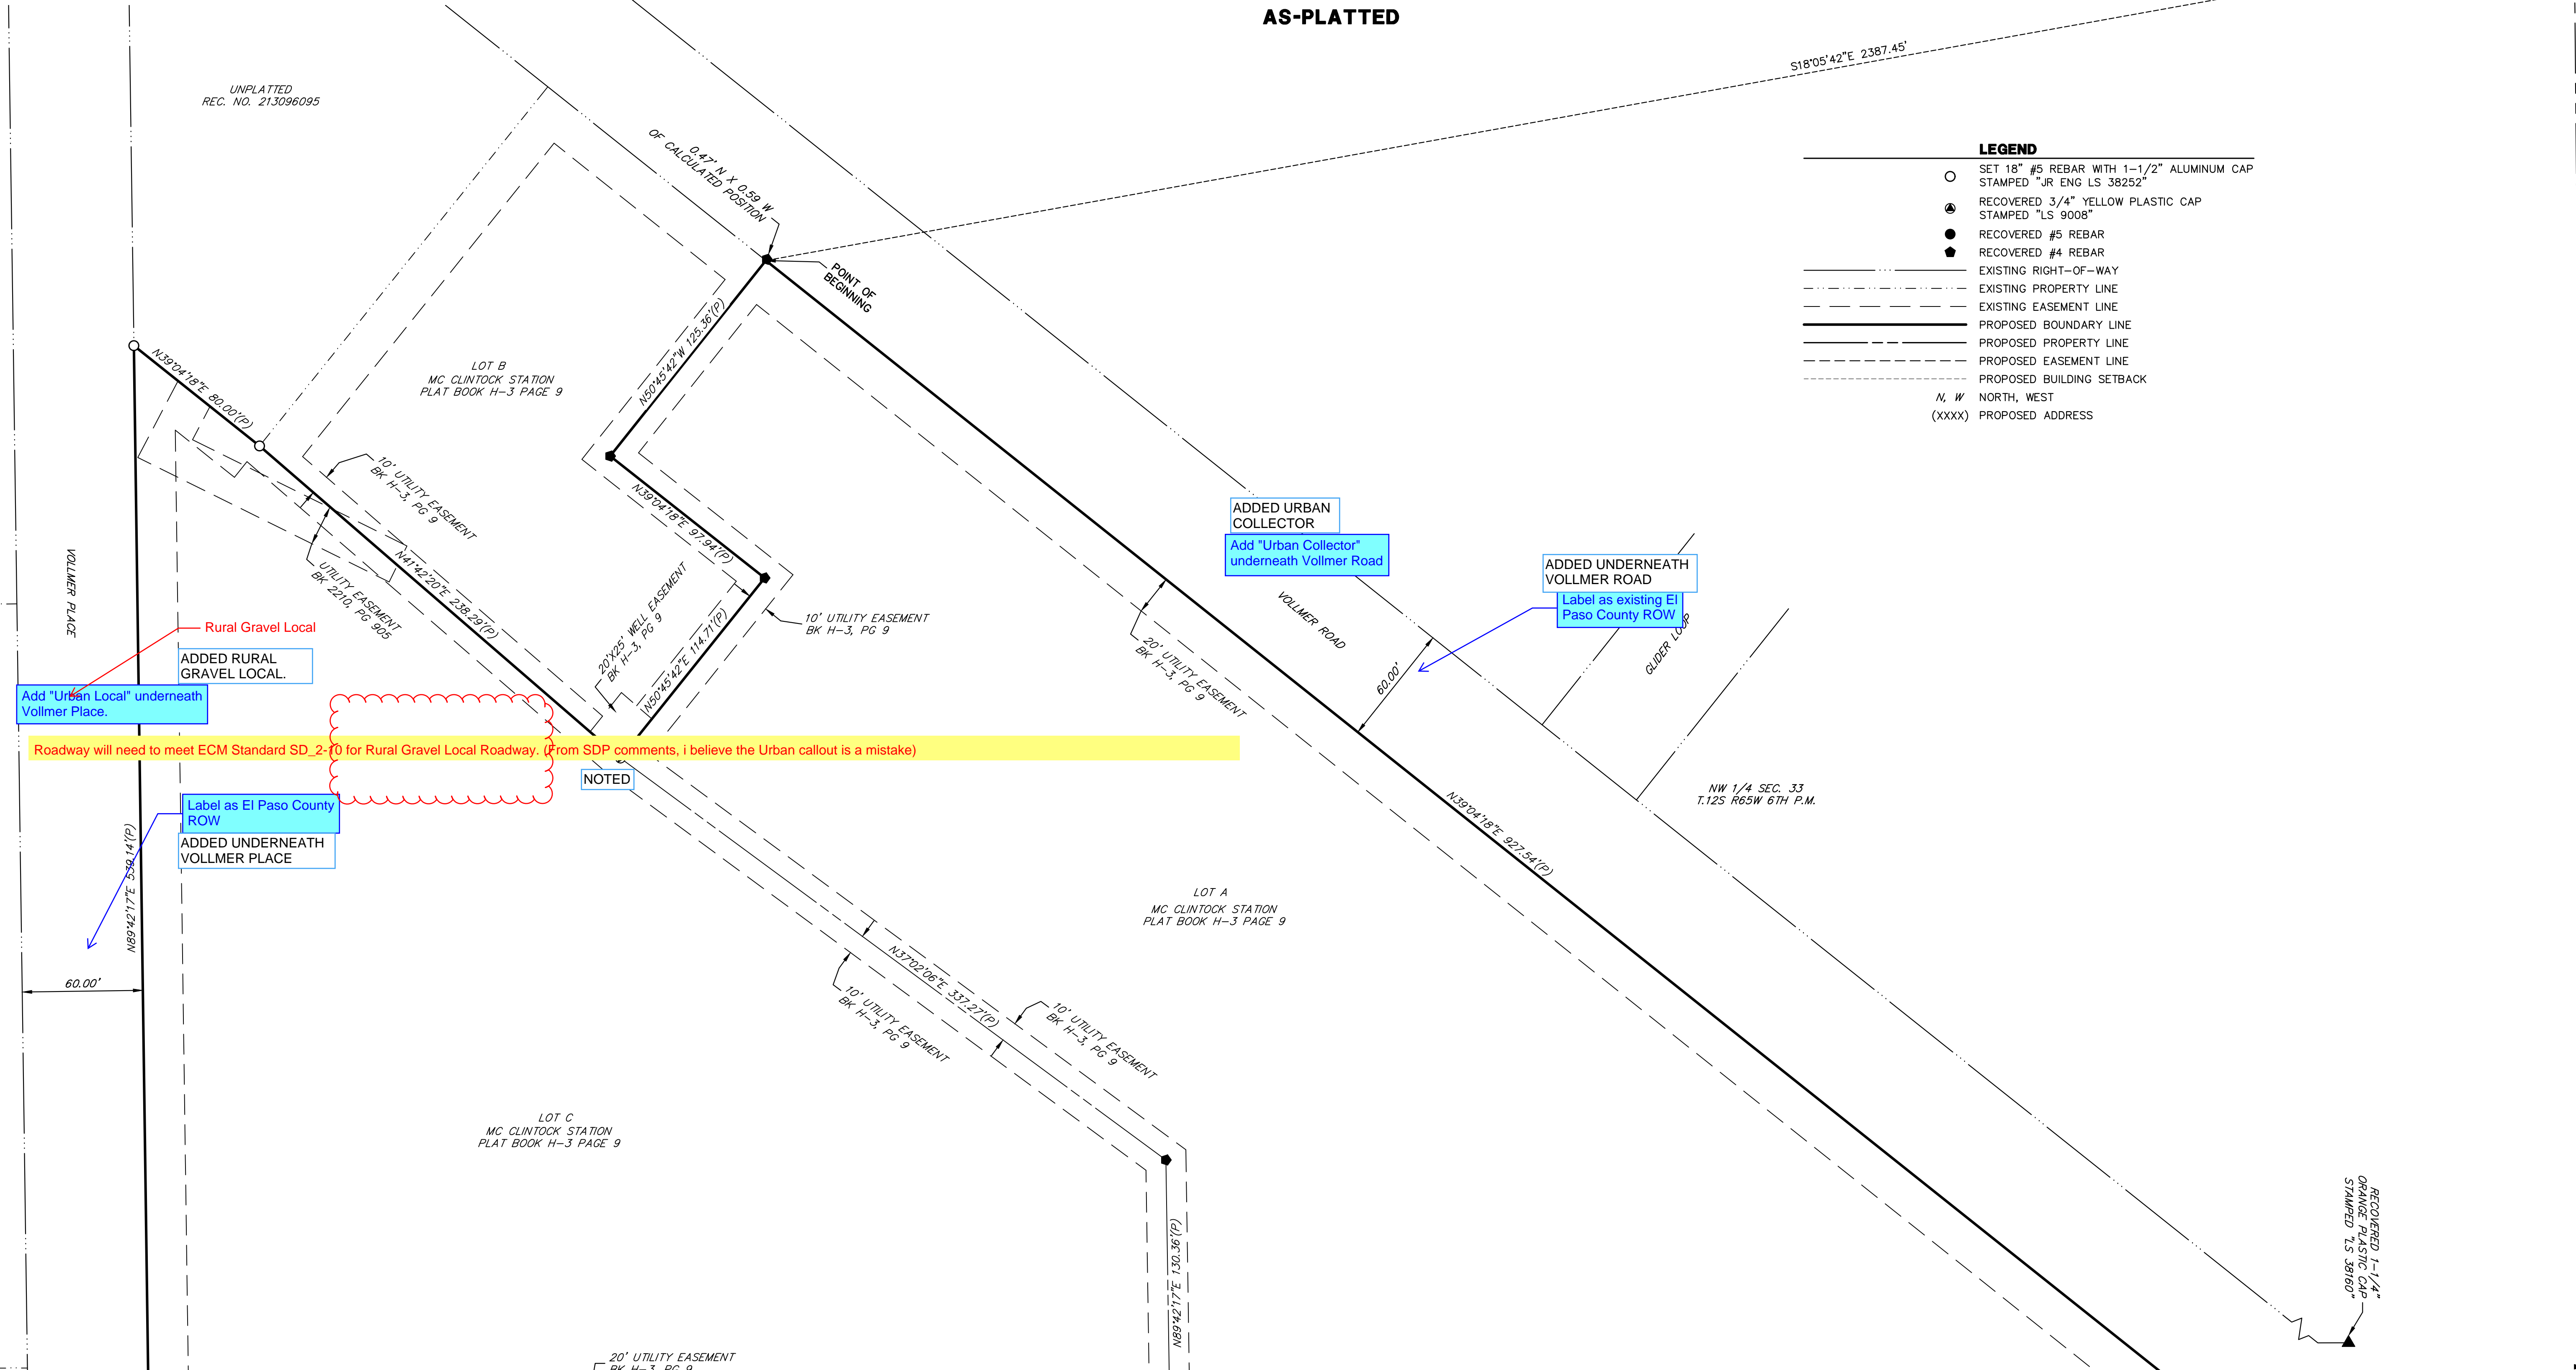 AS-PLATTED
S18°05'42"E 2387.45'
UNPLATTED
REC. NO. 213096095
0.47' N X 0.59 W
OF CALCULATED POSITION
POINT OF
BEGINNING
LEGEND
SET 18" #5 REBAR WITH 1-1/2" ALUMINUM CAP
STAMPED "JR ENG LS 38252"
RECOVERED 3/4" YELLOW PLASTIC CAP
STAMPED "LS 9008"
RECOVERED #5 REBAR
RECOVERED #4 REBAR
EXISTING RIGHT-OF-WAY
EXISTING PROPERTY LINE
EXISTING EASEMENT LINE
PROPOSED BOUNDARY LINE
PROPOSED PROPERTY LINE
PROPOSED EASEMENT LINE
PROPOSED BUILDING SETBACK
N, W NORTH, WEST
(XXXX) PROPOSED ADDRESS
N39°04'18"E 80.00'(P)
LOT B
MC CLINTOCK STATION
PLAT BOOK H-3 PAGE 9
N50°45'42"W 125.36'(P)
10' UTILITY EASEMENT
BK H-3, PG 9
N39°04'18"E 97.94'(P)
UTILITY EASEMENT
BK 2210, PG 905
N41°42'20"E 238.29'(P)
20'X25' WELL EASEMENT
BK H-3, PG 9
N50°45'42"E 114.71'(P)
10' UTILITY EASEMENT
BK H-3, PG 9
VOLLMER PLACE
Rural Gravel Local
ADDED RURAL
GRAVEL LOCAL.
Add "Urban Local" underneath
Vollmer Place.
ADDED URBAN
COLLECTOR
Add "Urban Collector"
underneath Vollmer Road
VOLLMER ROAD
20' UTILITY EASEMENT
BK H-3, PG 9
ADDED UNDERNEATH
VOLLMER ROAD
Label as existing El
Paso County ROW
GLIDER LOOP
60.00'
Roadway will need to meet ECM Standard SD_2-10 for Rural Gravel Local Roadway. (From SDP comments, i believe the Urban callout is a mistake)
NOTED
Label as El Paso County
ROW
ADDED UNDERNEATH
VOLLMER PLACE
N89°42'17"E 539.14'(P)
60.00'
NW 1/4 SEC. 33
T.12S R65W 6TH P.M.
N39°04'18"E 927.54'(P)
LOT A
MC CLINTOCK STATION
PLAT BOOK H-3 PAGE 9
N37°02'06"E 337.27'(P)
10' UTILITY EASEMENT
BK H-3, PG 9
10' UTILITY EASEMENT
BK H-3, PG 9
LOT C
MC CLINTOCK STATION
PLAT BOOK H-3 PAGE 9
N89°42'17"E 130.36'(P)
RECOVERED 1-1/4"
ORANGE PLASTIC CAP
STAMPED "LS 38160"
20' UTILITY EASEMENT
BK H-3, PG 9